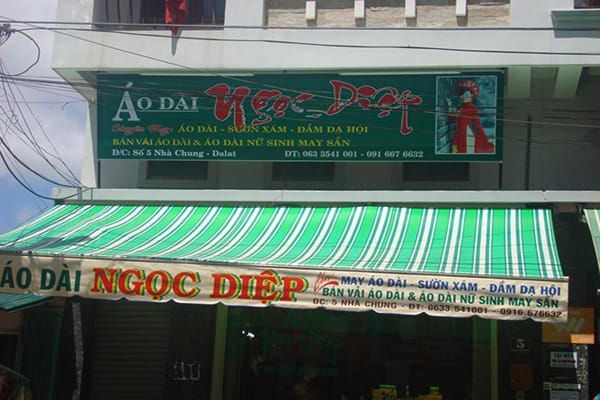 ÁO DÀI Ngọc Diệp
Chuyên May ÁO DÀI - SƯỜN XÁM - ĐẦM DẠ HỘI
BÁN VẢI ÁO DÀI & ÁO DÀI NỮ SINH MAY SẴN
Đ/C: Số 5 Nhà Chung - Dalat ĐT: 063 3541 001 - 091 667 6632
ÁO DÀI NGỌC DIỆP
MAY ÁO DÀI - SƯỜN XÁM - ĐẦM DẠ HỘI
BÁN VẢI ÁO DÀI & ÁO DÀI NỮ SINH MAY SẴN
ĐC: 5 NHÀ CHUNG - ĐT: 0633.541001 - 0916.676632
5